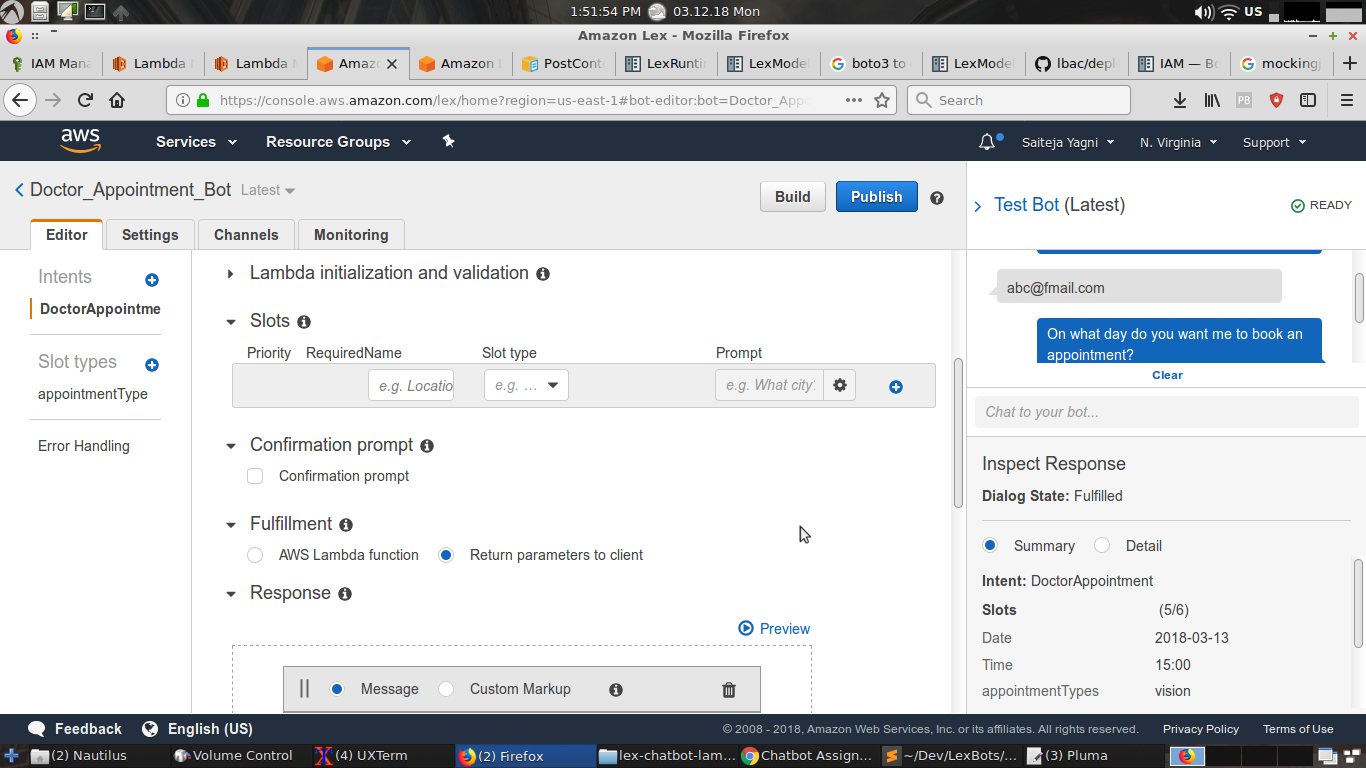 1:51:54 PM 03.12.18 Mon US
Amazon Lex - Mozilla Firefox
IAM Mana Lambda Lambda Amaz Amazon PostCont LexRunti LexModel boto3 to LexModel lbac/depl IAM — Bo mocking
https://console.aws.amazon.com/lex/home?region=us-east-1#bot-editor:bot=Doctor_App Search PB
aws Services Resource Groups Saiteja Yagni N. Virginia Support
Doctor_Appointment_Bot Latest Build Publish
Test Bot (Latest) READY
Editor Settings Channels Monitoring
Intents
DoctorAppointme
Slot types
appointmentType
Error Handling
Lambda initialization and validation
Slots
Priority RequiredName Slot type Prompt
e.g. Locatio e.g. ... e.g. What city?
Confirmation prompt
Confirmation prompt
Fulfillment
AWS Lambda function Return parameters to client
Response
Preview
Message Custom Markup
abc@fmail.com
On what day do you want me to book an
appointment?
Clear
Chat to your bot...
Inspect Response
Dialog State: Fulfilled
Summary Detail
Intent: DoctorAppointment
Slots (5/6)
Date 2018-03-13
Time 15:00
appointmentTypes vision
Feedback English (US) © 2008 - 2018, Amazon Web Services, Inc. or its affiliates. All rights reserved. Privacy Policy Terms of Use
(2) Nautilus Volume Control (4) UXTerm (2) Firefox lex-chatbot-lam... Chatbot Assign... ~/Dev/LexBots/... (3) Pluma